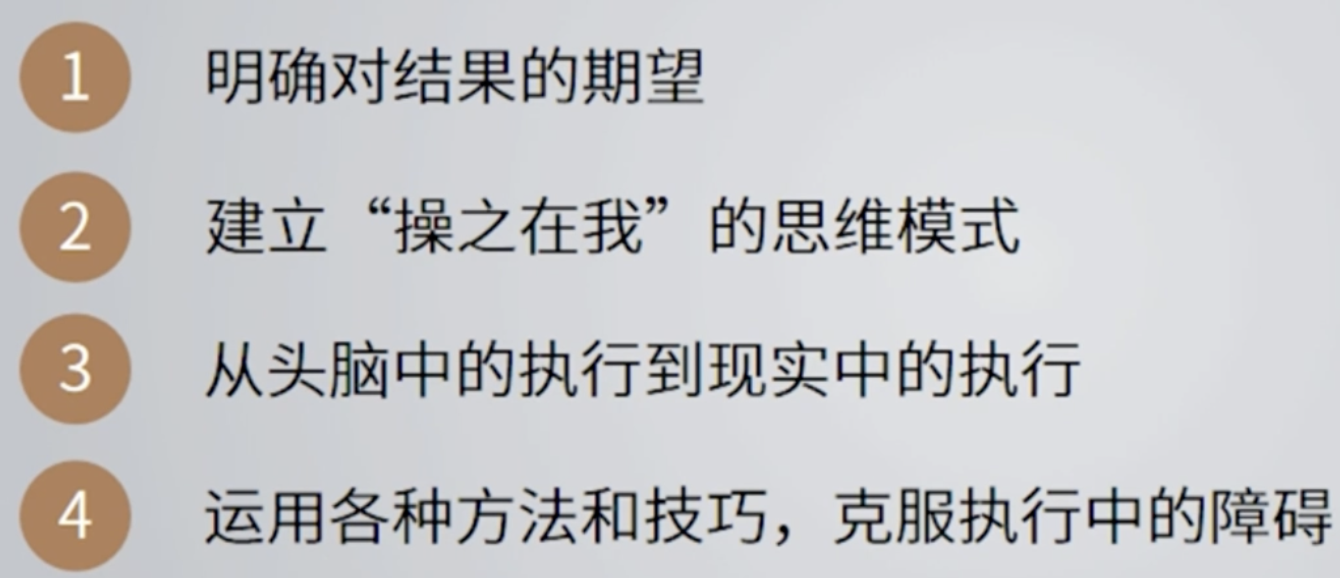 1 明确对结果的期望
2 建立“操之在我”的思维模式
3 从头脑中的执行到现实中的执行
4 运用各种方法和技巧，克服执行中的障碍